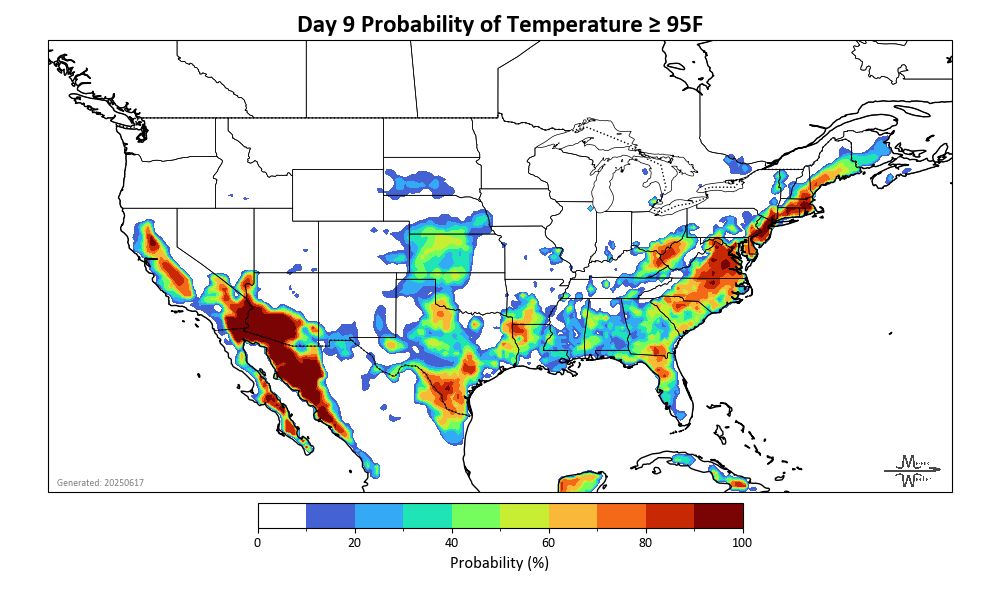 Day 9 Probability of Temperature ≥ 95F
Generated: 20250617
0 20 40 60 80 100
Probability (%)